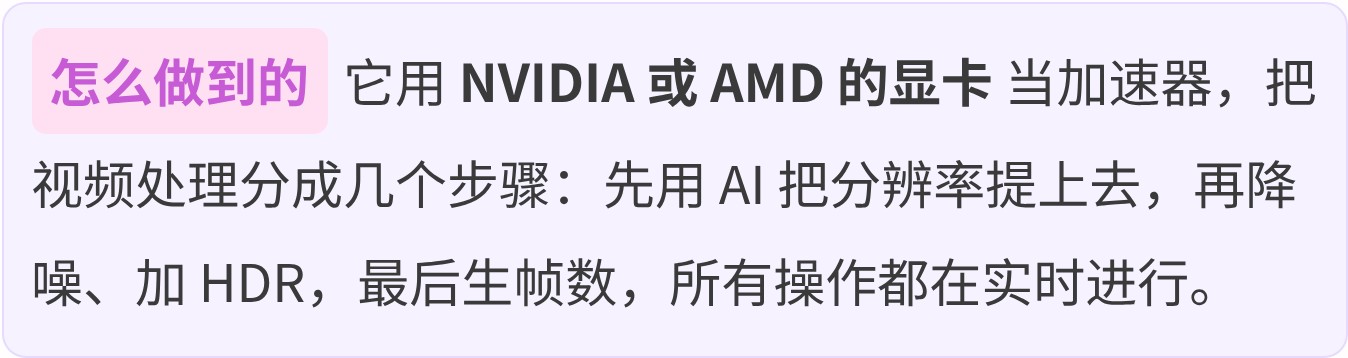 怎么做到的 它用 NVIDIA 或 AMD 的显卡 当加速器，把
视频处理分成几个步骤：先用 AI 把分辨率提上去，再降
噪、加 HDR，最后生帧数，所有操作都在实时进行。